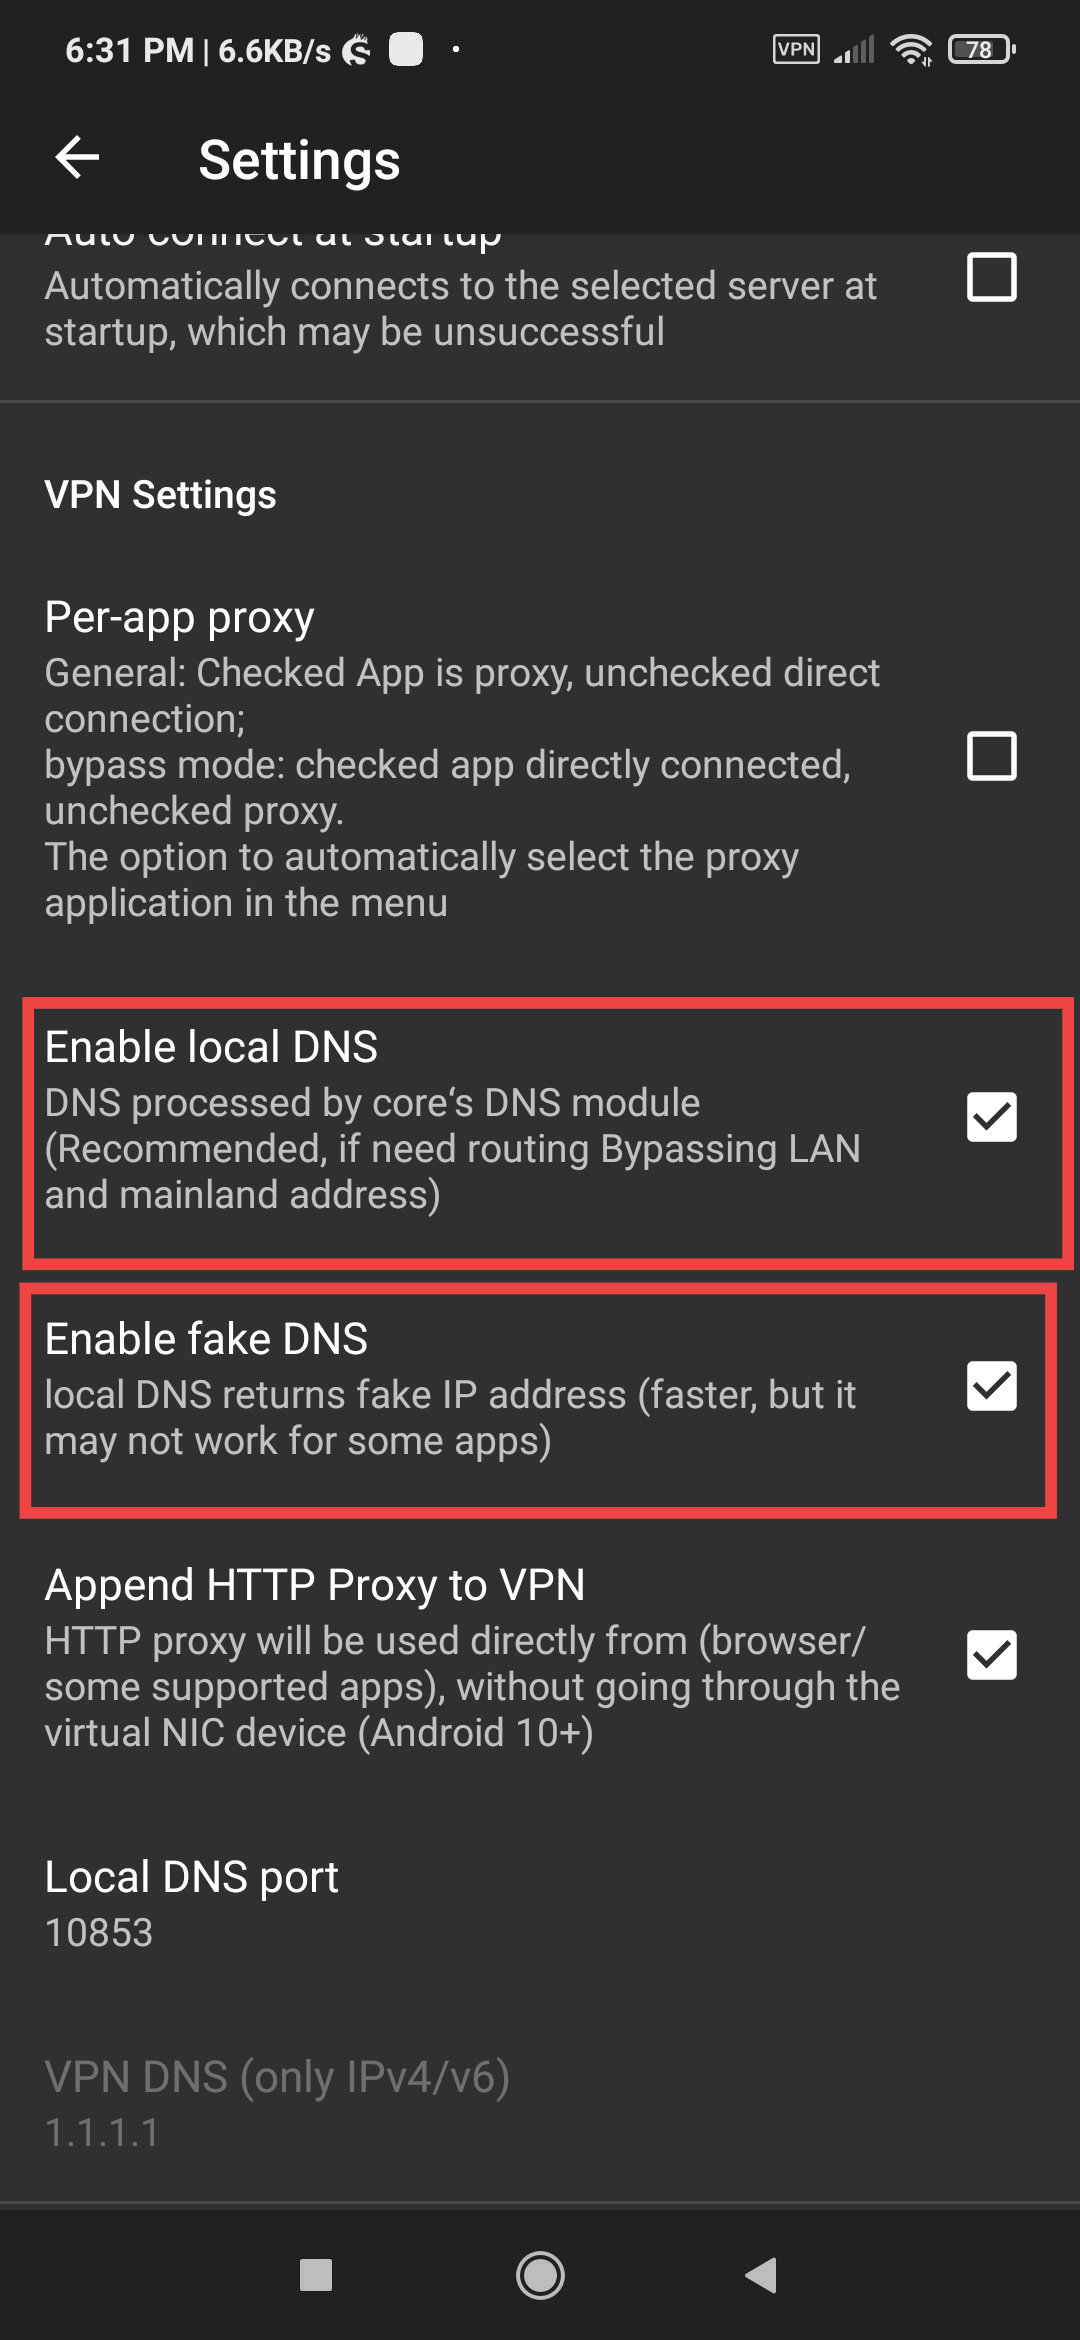 6:31 PM | 6.6KB/s
VPN
78
Settings
Auto connect at startup
Automatically connects to the selected server at
startup, which may be unsuccessful
VPN Settings
Per-app proxy
General: Checked App is proxy, unchecked direct
connection;
bypass mode: checked app directly connected,
unchecked proxy.
The option to automatically select the proxy
application in the menu
Enable local DNS
DNS processed by core‘s DNS module
(Recommended, if need routing Bypassing LAN
and mainland address)
Enable fake DNS
local DNS returns fake IP address (faster, but it
may not work for some apps)
Append HTTP Proxy to VPN
HTTP proxy will be used directly from (browser/
some supported apps), without going through the
virtual NIC device (Android 10+)
Local DNS port
10853
VPN DNS (only IPv4/v6)
1.1.1.1